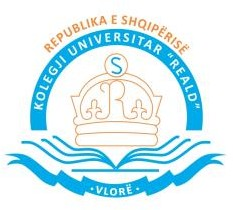 REPUBLIKA E SHQIPËRISË
KOLEGJI UNIVERSITAR "REALD"
S
R
·VLORË·